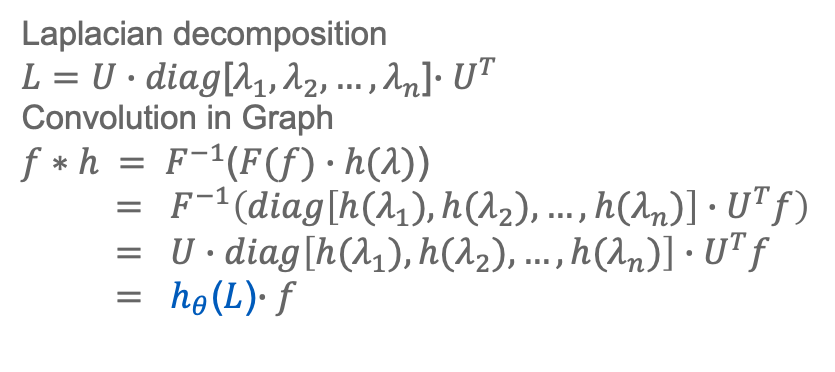 Laplacian decomposition
𝐿 = 𝑈 · 𝑑𝑖𝑎𝑔[𝜆₁, 𝜆₂, … , 𝜆ₙ]· 𝑈ᵀ
Convolution in Graph
𝑓 ∗ ℎ = 𝐹⁻¹(𝐹(𝑓) · ℎ(𝜆))
= 𝐹⁻¹(𝑑𝑖𝑎𝑔[ℎ(𝜆₁), ℎ(𝜆₂), … , ℎ(𝜆ₙ)] · 𝑈ᵀ𝑓)
= 𝑈 · 𝑑𝑖𝑎𝑔[ℎ(𝜆₁), ℎ(𝜆₂), … , ℎ(𝜆ₙ)] · 𝑈ᵀ𝑓
= ℎ_𝜃(𝐿)· 𝑓